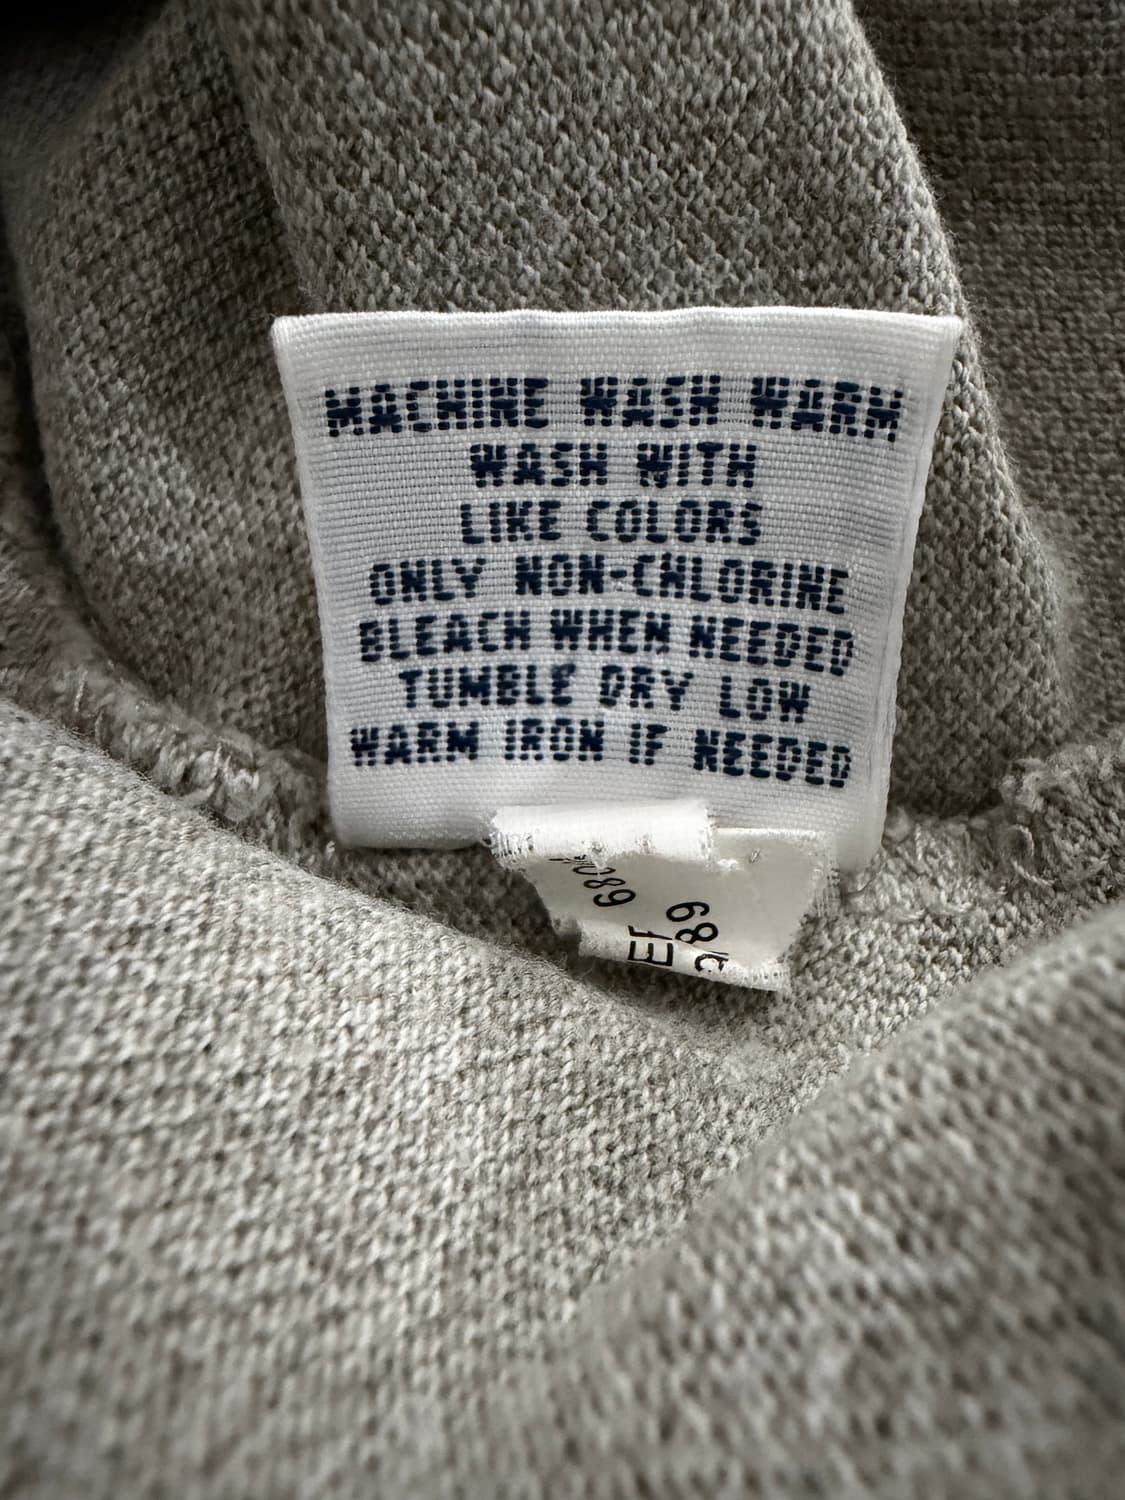 MACHINE WASH WARM
WASH WITH
LIKE COLORS
ONLY NON-CHLORINE
BLEACH WHEN NEEDED
TUMBLE DRY LOW
WARM IRON IF NEEDED